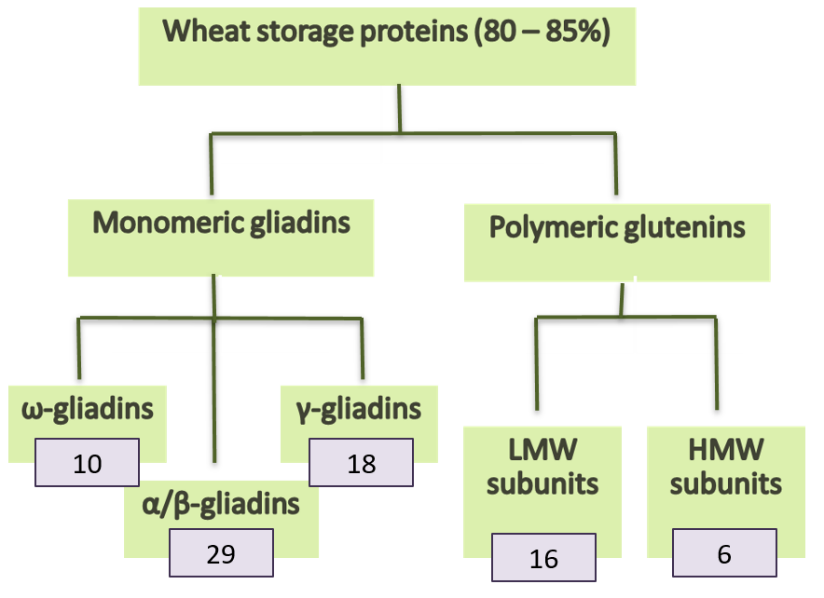 Wheat storage proteins (80 – 85%)
Monomeric gliadins
Polymeric glutenins
ω-gliadins
10
α/β-gliadins
29
γ-gliadins
18
LMW
subunits
16
HMW
subunits
6